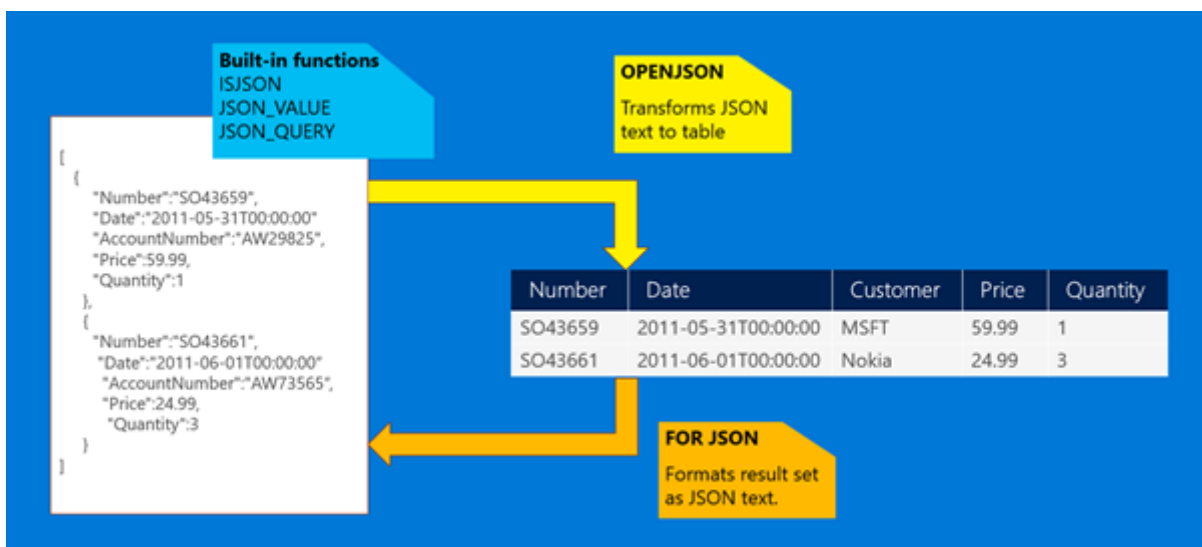 Built-in functions
ISJSON
JSON_VALUE
JSON_QUERY
OPENJSON
Transforms JSON
text to table
[
{
"Number":"SO43659",
"Date":"2011-05-31T00:00:00"
"AccountNumber":"AW29825",
"Price":59.99,
"Quantity":1
},
{
"Number":"SO43661",
"Date":"2011-06-01T00:00:00"
"AccountNumber":"AW73565",
"Price":24.99,
"Quantity":3
}
]
Number Date Customer Price Quantity
SO43659 2011-05-31T00:00:00 MSFT 59.99 1
SO43661 2011-06-01T00:00:00 Nokia 24.99 3
FOR JSON
Formats result set
as JSON text.